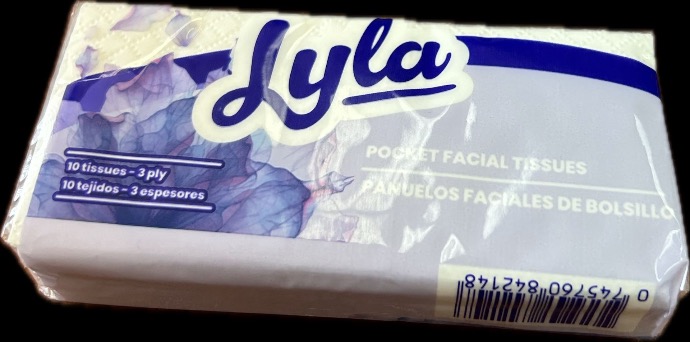 Lyla
10 tissues - 3 ply
10 tejidos - 3 espesores
POCKET FACIAL TISSUES
PAÑUELOS FACIALES DE BOLSILLO
0 745760 842148